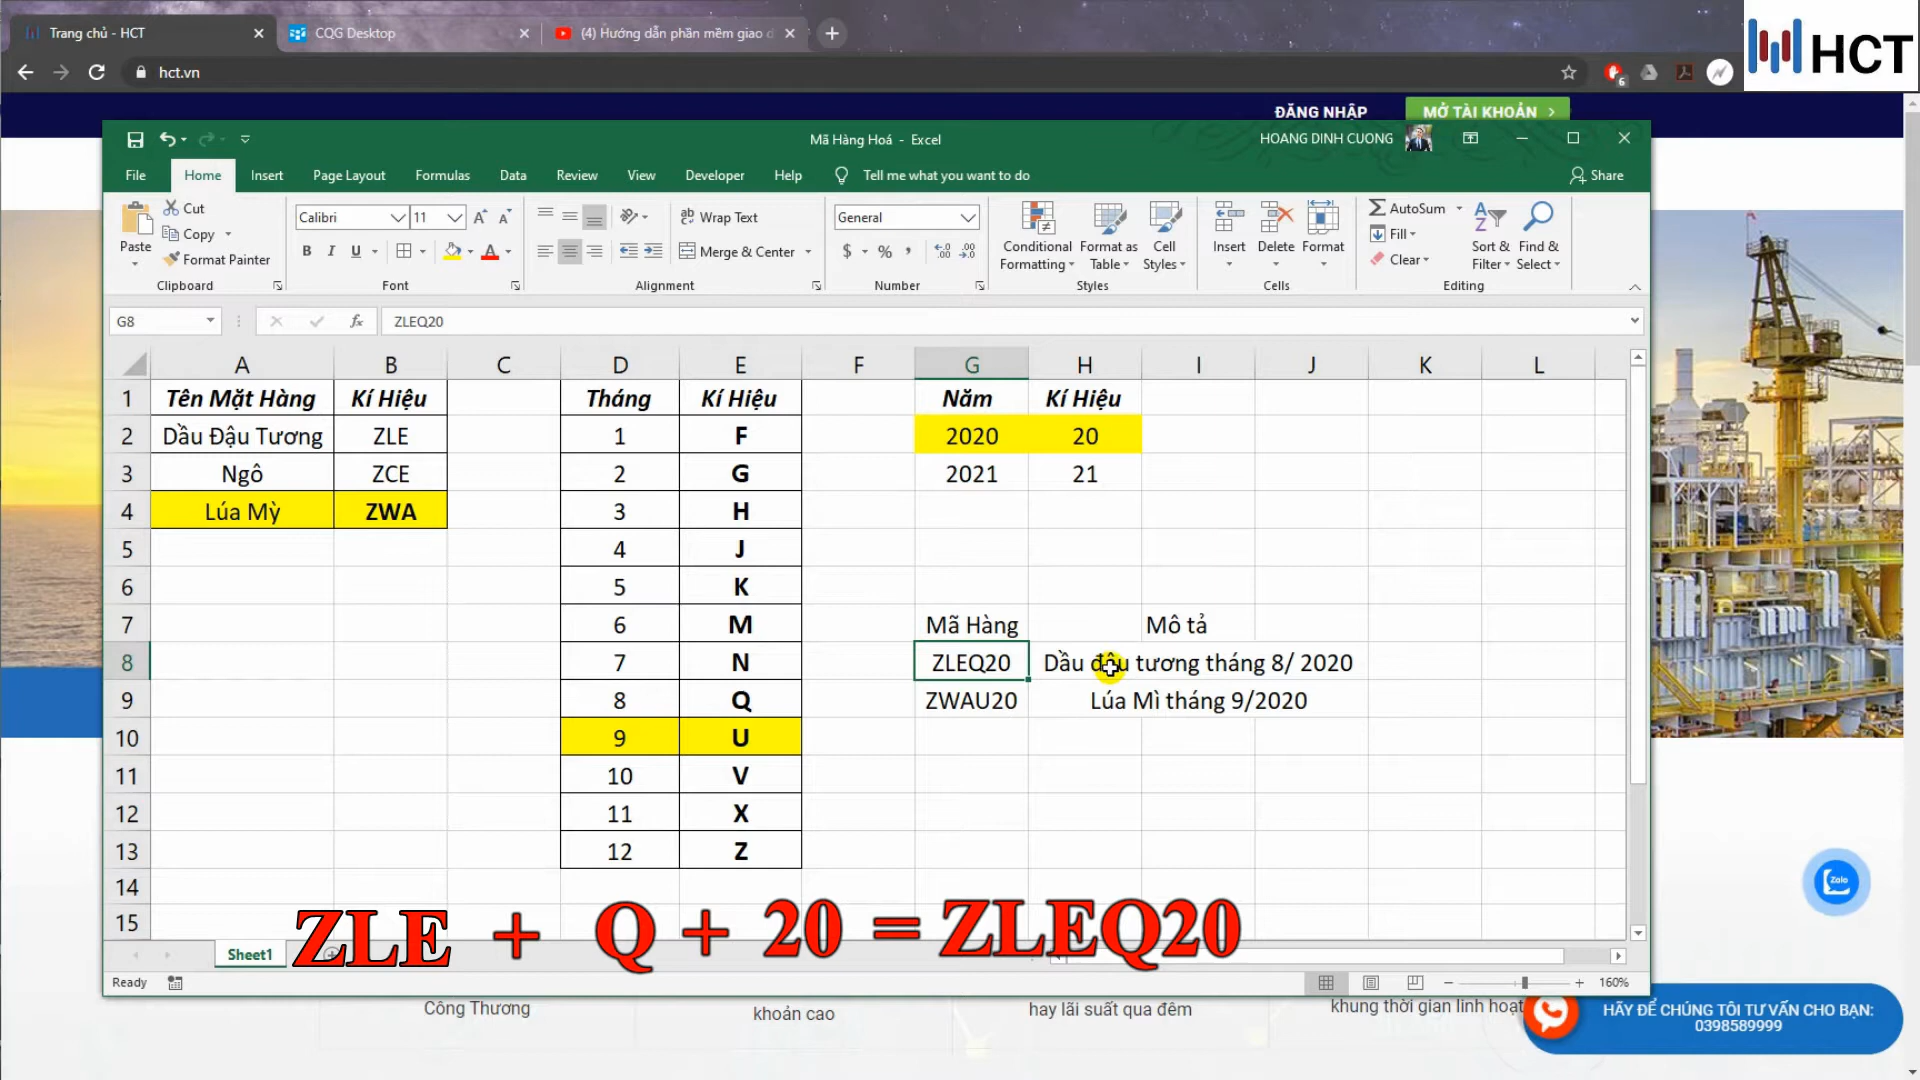 Trang chủ - HCT
CQG Desktop
(4) Hướng dẫn phần mềm giao d
hct.vn
6
HCT
ĐĂNG NHẬP
MỞ TÀI KHOẢN
Mã Hàng Hoá - Excel
HOANG DINH CUONG
File Home Insert Page Layout Formulas Data Review View Developer Help Tell me what you want to do Share
Paste
Cut
Copy
Format Painter
Clipboard
Calibri 11
B I U
Font
Wrap Text
Merge & Center
Alignment
General
$ % ,
Number
Conditional Formatting
Format as Table
Cell Styles
Styles
Insert
Delete
Format
Cells
AutoSum
Fill
Clear
Sort & Filter
Find & Select
Editing
G8 fx ZLEQ20
A B C D E F G H I J K L
1 Tên Mặt Hàng Kí Hiệu Tháng Kí Hiệu Năm Kí Hiệu
2 Dầu Đậu Tương ZLE 1 F 2020 20
3 Ngô ZCE 2 G 2021 21
4 Lúa Mỳ ZWA 3 H
5 4 J
6 5 K
7 6 M Mã Hàng Mô tả
8 7 N ZLEQ20 Dầu đậu tương tháng 8/ 2020
9 8 Q ZWAU20 Lúa Mì tháng 9/2020
10 9 U
11 10 V
12 11 X
13 12 Z
14
15
ZLE + Q + 20 = ZLEQ20
Sheet1
Ready
160%
Zalo
Công Thương
khoản cao
hay lãi suất qua đêm
khung thời gian linh hoạt
HÃY ĐỂ CHÚNG TÔI TƯ VẤN CHO BẠN:
0398589999